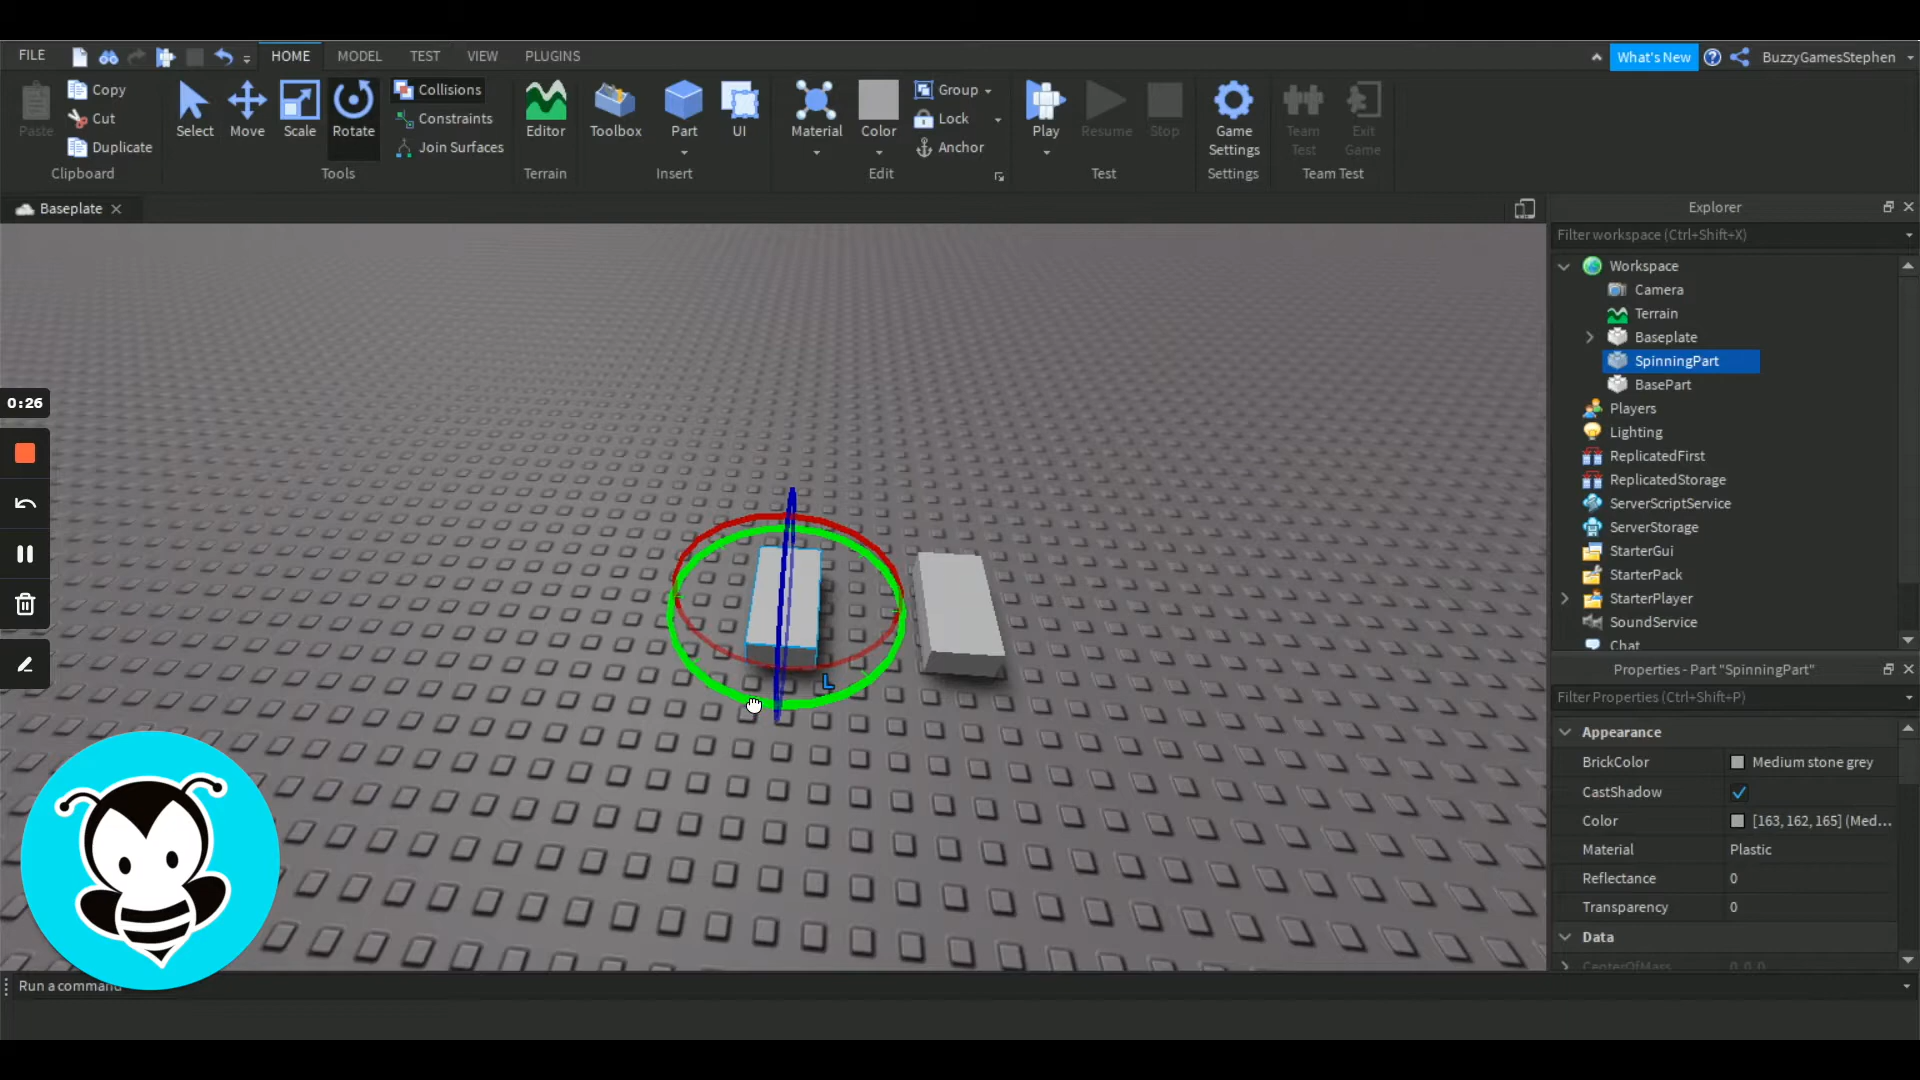 FILE HOME MODEL TEST VIEW PLUGINS What's New BuzzyGamesStephen
Paste Copy Cut Duplicate Select Move Scale Rotate Collisions Constraints Join Surfaces Editor Toolbox Part UI Material Color Group Lock Anchor Play Resume Stop Game Settings Team Test Exit Game
Clipboard Tools Terrain Insert Edit Test Settings Team Test
Baseplate
Explorer
Filter workspace (Ctrl+Shift+X)
Workspace
Camera
Terrain
Baseplate
SpinningPart
BasePart
Players
Lighting
ReplicatedFirst
ReplicatedStorage
ServerScriptService
ServerStorage
StarterGui
StarterPack
StarterPlayer
SoundService
Chat
0:26
L
Properties - Part "SpinningPart"
Filter Properties (Ctrl+Shift+P)
Appearance
BrickColor Medium stone grey
CastShadow
Color [163, 162, 165] (Med...
Material Plastic
Reflectance 0
Transparency 0
Data
CenterOfMass 0, 0, 0
Run a command